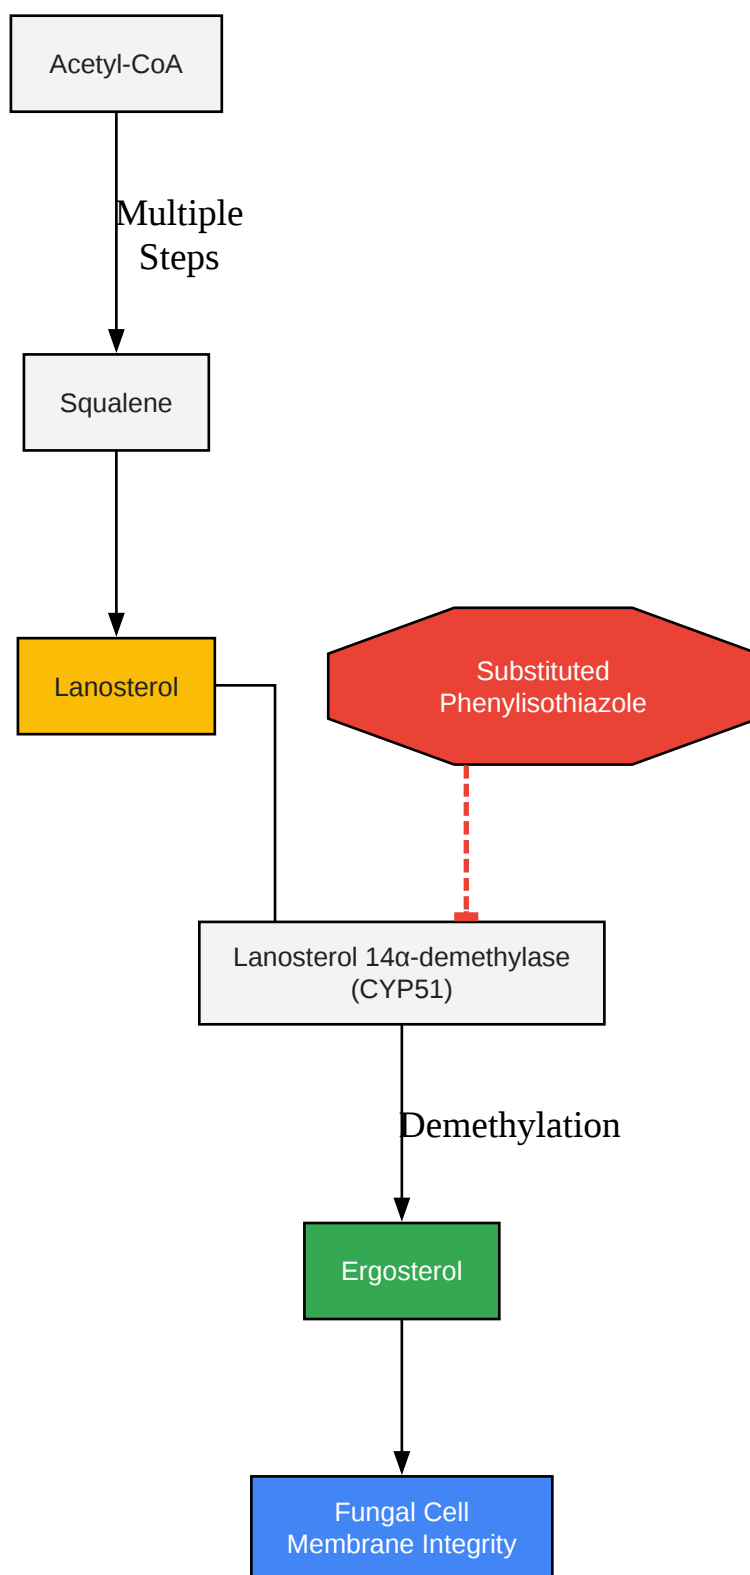 Acetyl-CoA
Multiple
Steps
Squalene
Lanosterol
Substituted
Phenylisothiazole
Lanosterol 14α-demethylase
(CYP51)
Demethylation
Ergosterol
Fungal Cell
Membrane Integrity